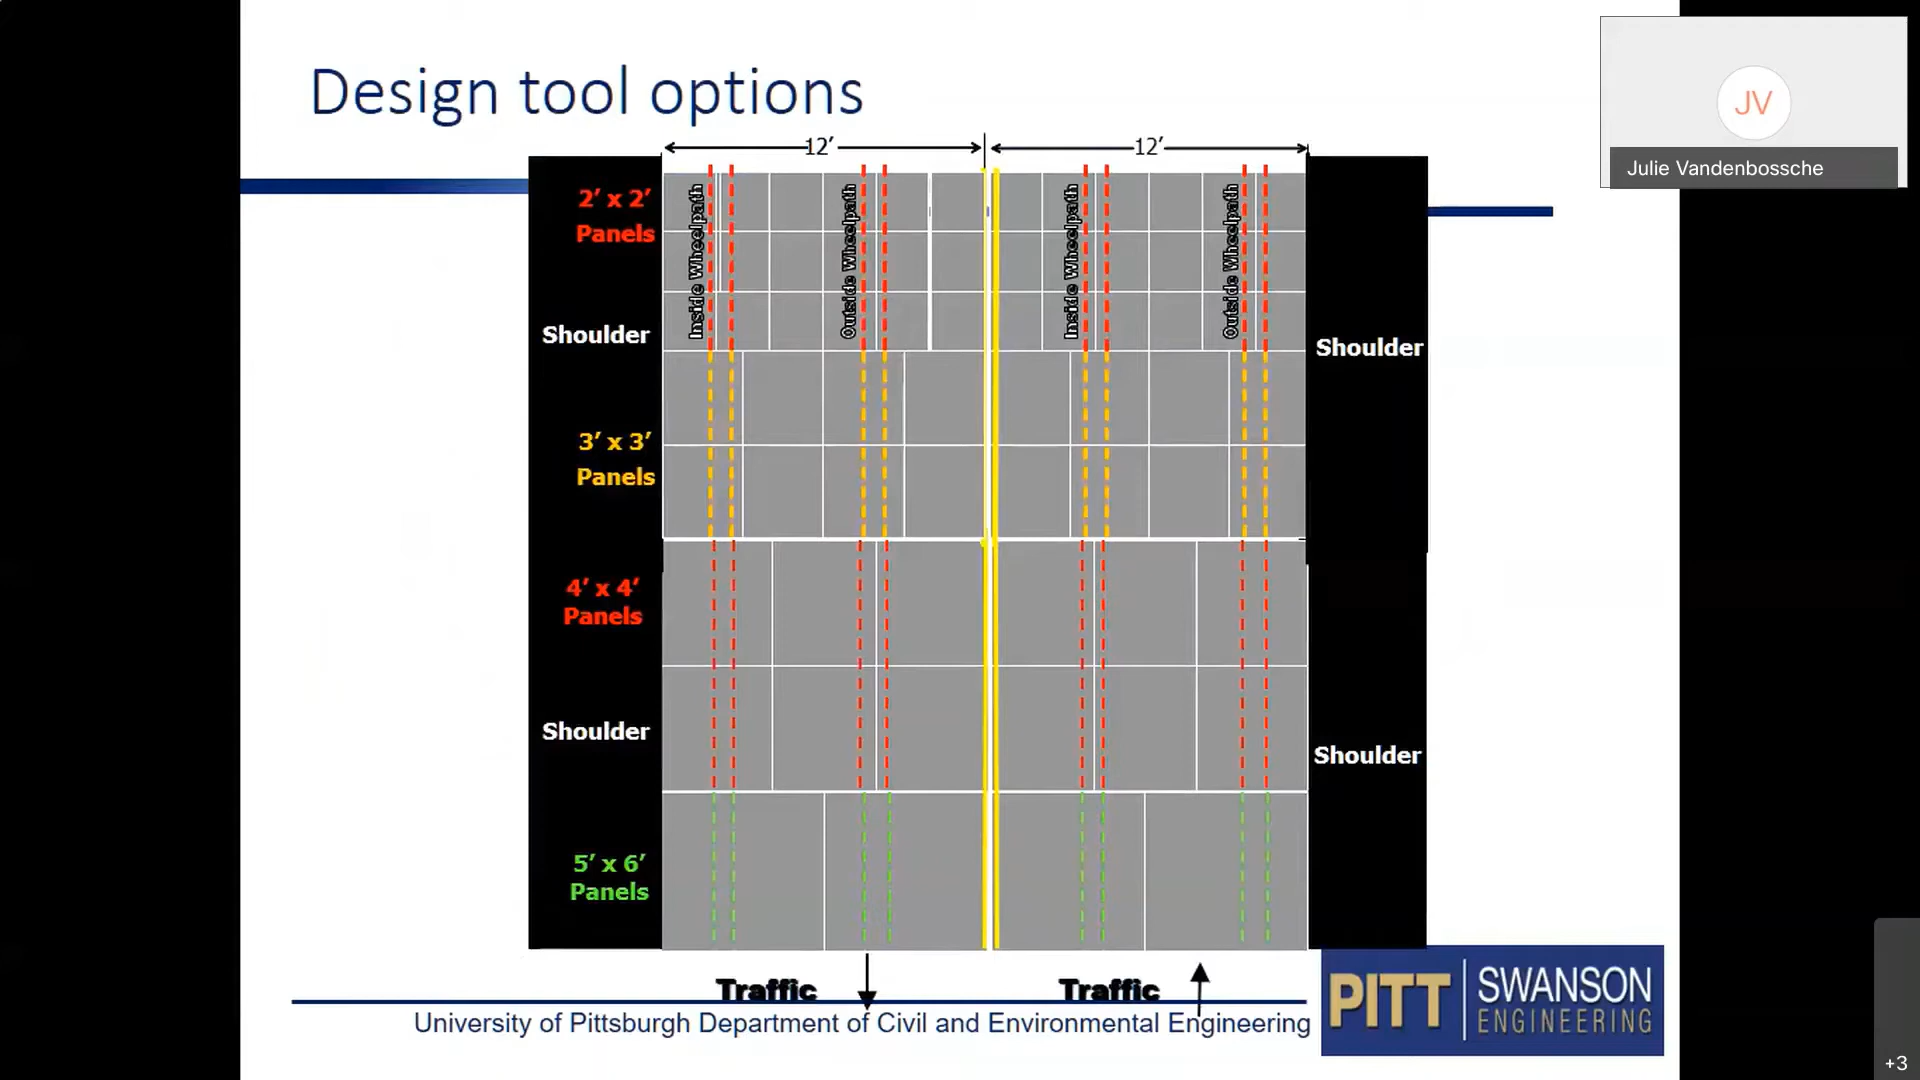 Design tool options
JV
Julie Vandenbossche
12’
12’
2’ x 2’
Panels
Inside Wheelpath
Outside Wheelpath
Inside Wheelpath
Outside Wheelpath
Shoulder
Shoulder
3’ x 3’
Panels
4’ x 4’
Panels
Shoulder
Shoulder
5’ x 6’
Panels
Traffic
Traffic
University of Pittsburgh Department of Civil and Environmental Engineering
PITT
SWANSON
ENGINEERING
+3